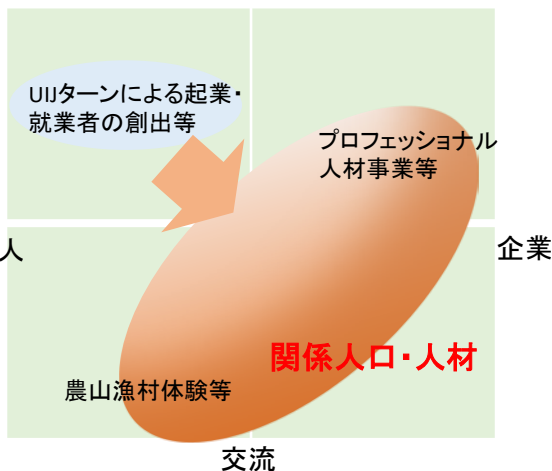 UIJターンによる起業・
就業者の創出等
プロフェッショナル
人材事業等
人
企業
関係人口・人材
農山漁村体験等
交流